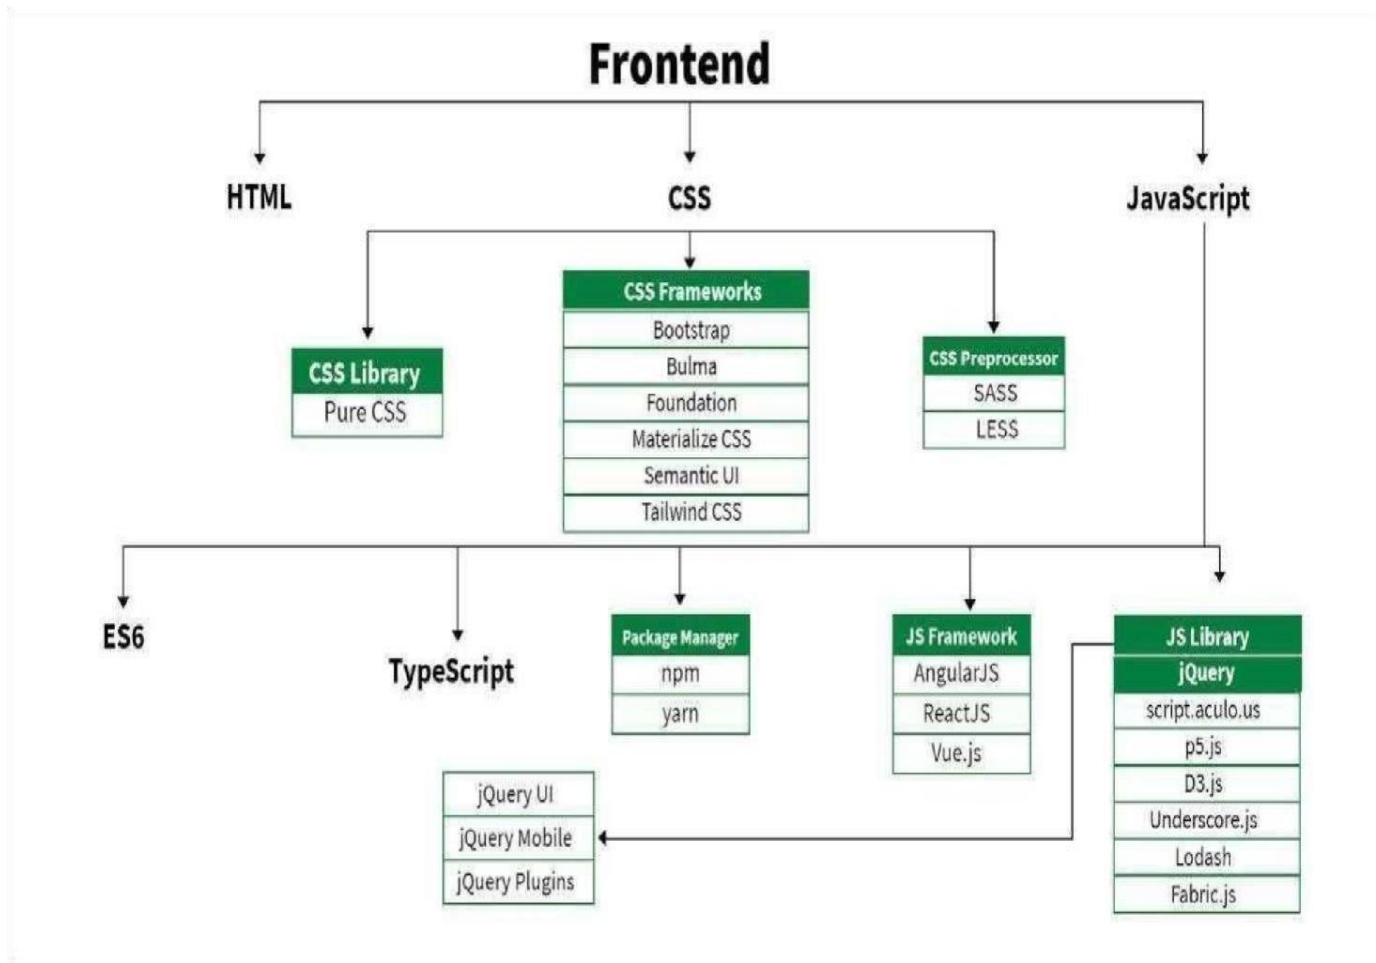 Frontend
HTML
CSS
JavaScript
CSS Library
Pure CSS
CSS Frameworks
Bootstrap
Bulma
Foundation
Materialize CSS
Semantic UI
Tailwind CSS
CSS Preprocessor
SASS
LESS
ES6
TypeScript
Package Manager
npm
yarn
JS Framework
AngularJS
ReactJS
Vue.js
JS Library
jQuery
script.aculo.us
p5.js
D3.js
Underscore.js
Lodash
Fabric.js
jQuery UI
jQuery Mobile
jQuery Plugins